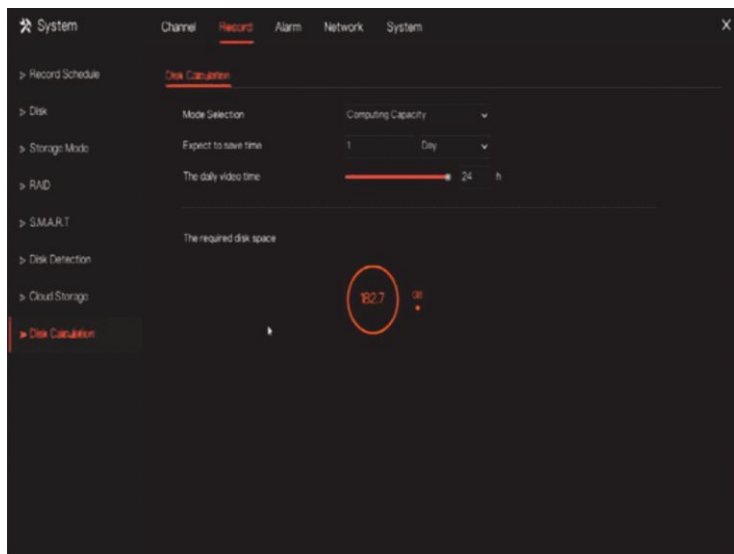 System
Channel Record Alarm Network System X
Record Schedule
Disk
Storage Mode
RAID
S.M.A.R.T
Disk Detection
Cloud Storage
Disk Calculation
Disk Calculation
Mode Selection Computing Capacity
Expect to save time 1 Day
The daily video time 24 h
The required disk space
182.7 GB